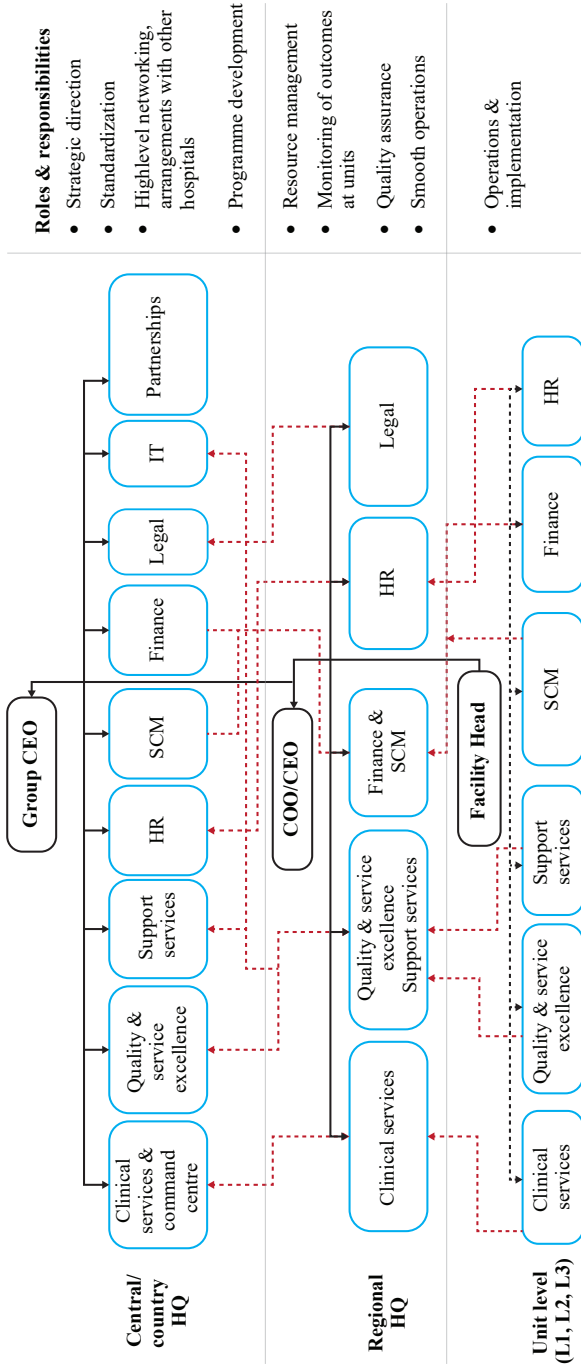 Group CEO
Roles & responsibilities
Central/
country
HQ
Clinical
services &
command
centre
Quality &
service
excellence
Support
services
HR
SCM
Finance
Legal
IT
Partnerships
• Strategic direction
• Standardization
• Highlevel networking,
arrangements with other
hospitals
• Programme development
COO/CEO
Regional
HQ
Clinical services
Quality & service
excellence
Support services
Finance &
SCM
HR
Legal
• Resource management
• Monitoring of outcomes
at units
• Quality assurance
• Smooth operations
Facility Head
Unit level
(L1, L2, L3)
Clinical
services
Quality & service
excellence
Support
services
SCM
Finance
HR
• Operations &
implementation